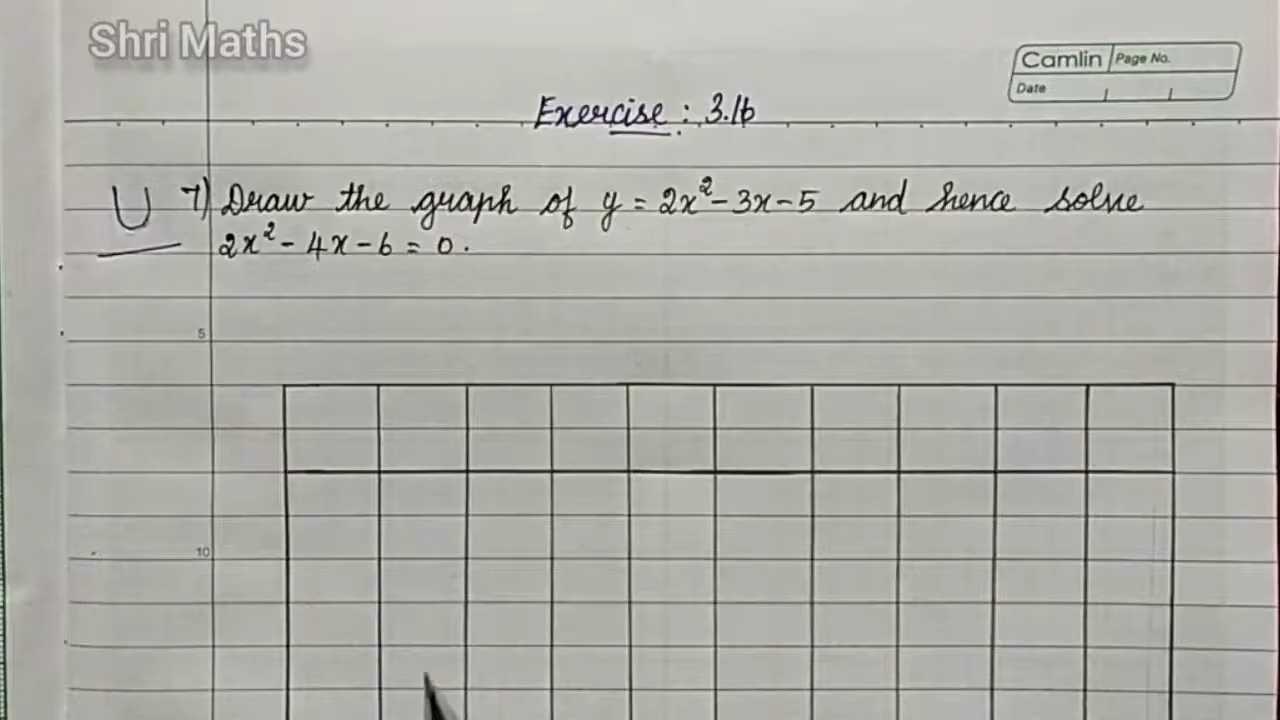 Shri Maths
Camlin Page No.
Date
Exercise : 3.16
7) Draw the graph of y = 2x² - 3x - 5 and hence solve
2x² - 4x - 6 = 0.
5
10